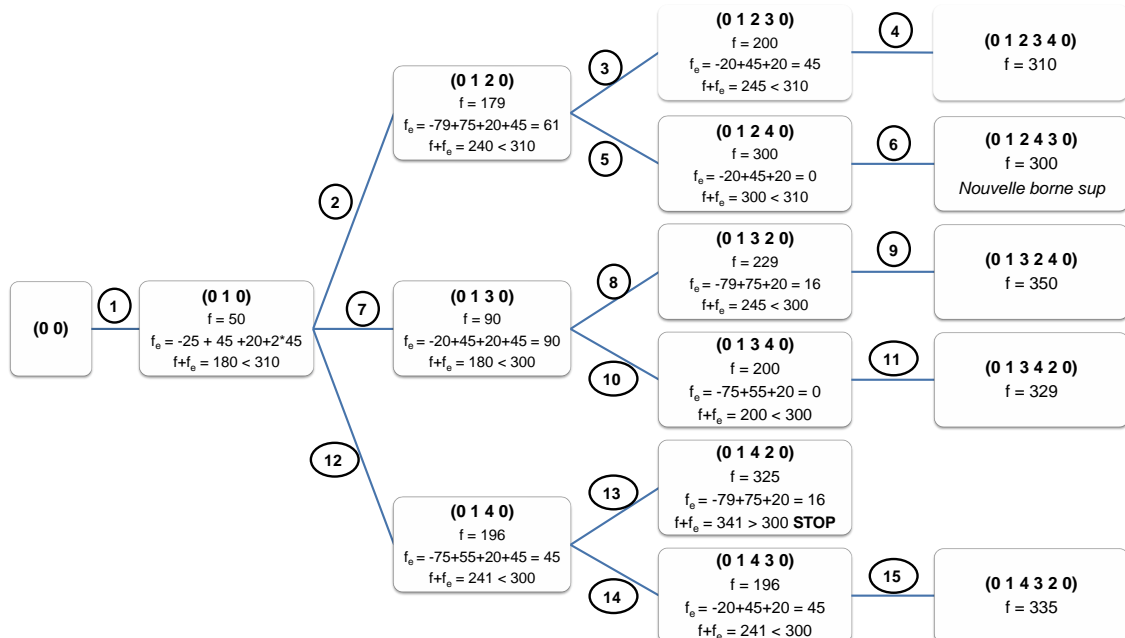 (0 0)
1
(0 1 0)
f = 50
fe = -25 + 45 +20+2*45
f+fe = 180 < 310
2
(0 1 2 0)
f = 179
fe = -79+75+20+45 = 61
f+fe = 240 < 310
3
(0 1 2 3 0)
f = 200
fe = -20+45+20 = 45
f+fe = 245 < 310
4
(0 1 2 3 4 0)
f = 310
5
(0 1 2 4 0)
f = 300
fe = -20+45+20 = 0
f+fe = 300 < 310
6
(0 1 2 4 3 0)
f = 300
Nouvelle borne sup
7
(0 1 3 0)
f = 90
fe = -20+45+20+45 = 90
f+fe = 180 < 300
8
(0 1 3 2 0)
f = 229
fe = -79+75+20 = 16
f+fe = 245 < 300
9
(0 1 3 2 4 0)
f = 350
10
(0 1 3 4 0)
f = 200
fe = -75+55+20 = 0
f+fe = 200 < 300
11
(0 1 3 4 2 0)
f = 329
12
(0 1 4 0)
f = 196
fe = -75+55+20+45 = 45
f+fe = 241 < 300
13
(0 1 4 2 0)
f = 325
fe = -79+75+20 = 16
f+fe = 341 > 300 STOP
14
(0 1 4 3 0)
f = 196
fe = -20+45+20 = 45
f+fe = 241 < 300
15
(0 1 4 3 2 0)
f = 335